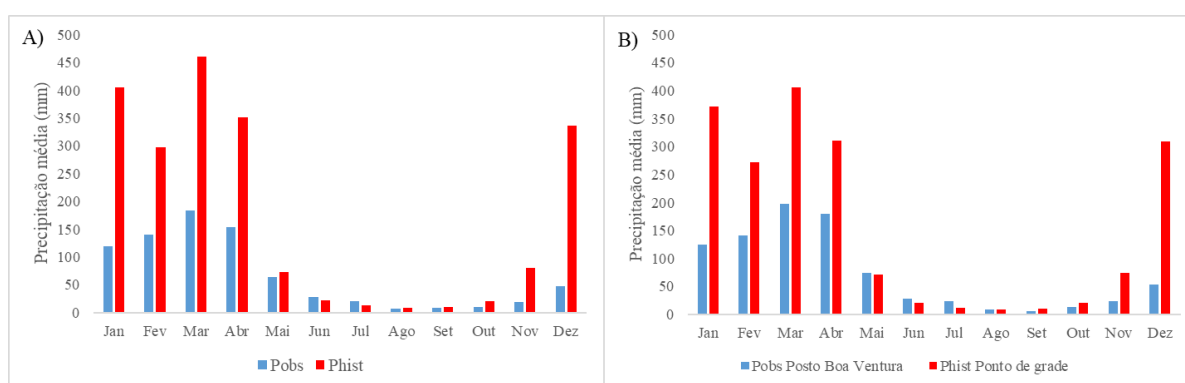 A)
Precipitação média (mm)
500
450
400
350
300
250
200
150
100
50
0
Jan Fev Mar Abr Mai Jun Jul Ago Set Out Nov Dez
Pobs Phist
B)
Precipitação média (mm)
500
450
400
350
300
250
200
150
100
50
0
Jan Fev Mar Abr Mai Jun Jul Ago Set Out Nov Dez
Pobs Posto Boa Ventura Phist Ponto de grade